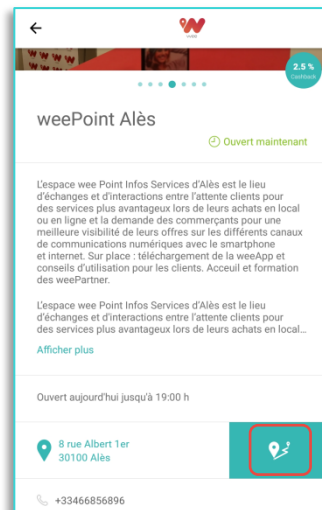 2.5 %
Cashback
weePoint Alès
Ouvert maintenant
L'espace wee Point Infos Services d'Alès est le lieu
d'échanges et d'interactions entre l'attente clients pour
des services plus avantageux lors de leurs achats en local
ou en ligne et la demande des commerçants pour une
meilleure visibilité de leurs offres sur les différents canaux
de communications numériques avec le smartphone
et internet. Sur place : téléchargement de la weeApp et
conseils d'utilisation pour les clients. Acceuil et formation
des weePartner.
L'espace wee Point Infos Services d'Alès est le lieu
d'échanges et d'interactions entre l'attente clients pour
des services plus avantageux lors de leurs achats en local...
Afficher plus
Ouvert aujourd'hui jusqu'à 19:00 h
8 rue Albert 1er
30100 Alès
+33466856896